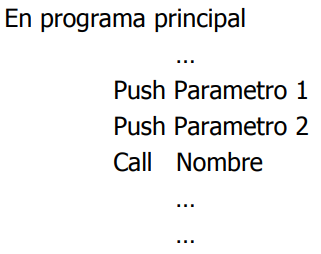 En programa principal
...
Push Parametro 1
Push Parametro 2
Call Nombre
...
...